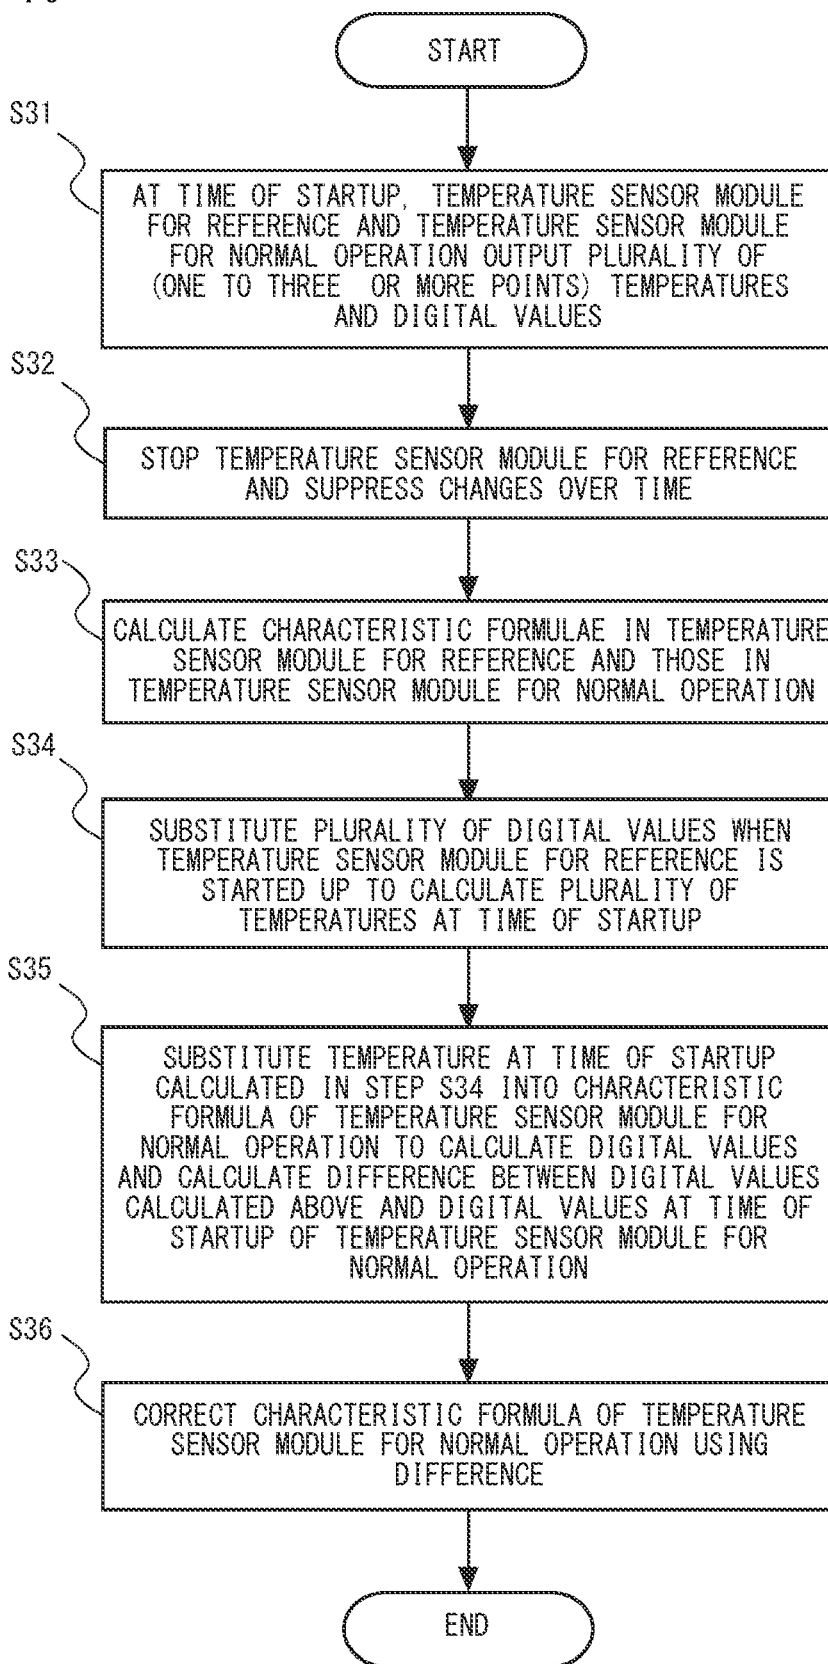 START
S31
AT TIME OF STARTUP, TEMPERATURE SENSOR MODULE
FOR REFERENCE AND TEMPERATURE SENSOR MODULE
FOR NORMAL OPERATION OUTPUT PLURALITY OF
(ONE TO THREE OR MORE POINTS) TEMPERATURES
AND DIGITAL VALUES
S32
STOP TEMPERATURE SENSOR MODULE FOR REFERENCE
AND SUPPRESS CHANGES OVER TIME
S33
CALCULATE CHARACTERISTIC FORMULAE IN TEMPERATURE
SENSOR MODULE FOR REFERENCE AND THOSE IN
TEMPERATURE SENSOR MODULE FOR NORMAL OPERATION
S34
SUBSTITUTE PLURALITY OF DIGITAL VALUES WHEN
TEMPERATURE SENSOR MODULE FOR REFERENCE IS
STARTED UP TO CALCULATE PLURALITY OF
TEMPERATURES AT TIME OF STARTUP
S35
SUBSTITUTE TEMPERATURE AT TIME OF STARTUP
CALCULATED IN STEP S34 INTO CHARACTERISTIC
FORMULA OF TEMPERATURE SENSOR MODULE FOR
NORMAL OPERATION TO CALCULATE DIGITAL VALUES
AND CALCULATE DIFFERENCE BETWEEN DIGITAL VALUES
CALCULATED ABOVE AND DIGITAL VALUES AT TIME OF
STARTUP OF TEMPERATURE SENSOR MODULE FOR
NORMAL OPERATION
S36
CORRECT CHARACTERISTIC FORMULA OF TEMPERATURE
SENSOR MODULE FOR NORMAL OPERATION USING
DIFFERENCE
END